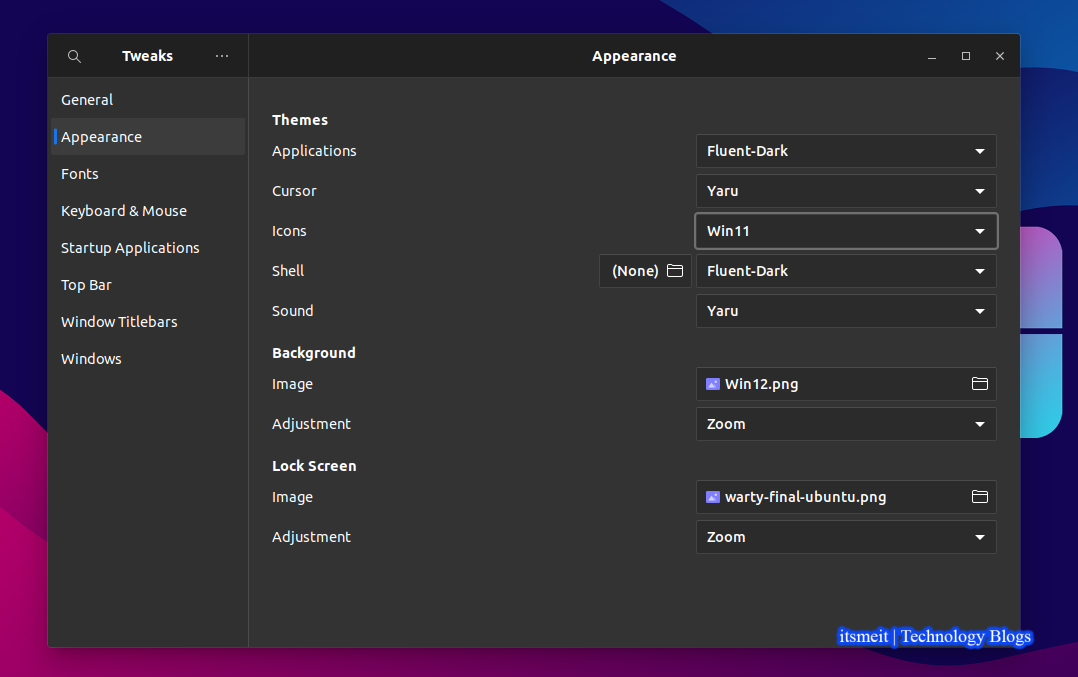 Tweaks
Appearance
General
Appearance
Fonts
Keyboard & Mouse
Startup Applications
Top Bar
Window Titlebars
Windows
Themes
Applications Fluent-Dark
Cursor Yaru
Icons Win11
Shell (None) Fluent-Dark
Sound Yaru
Background
Image Win12.png
Adjustment Zoom
Lock Screen
Image warty-final-ubuntu.png
Adjustment Zoom
itsmeit | Technology Blogs